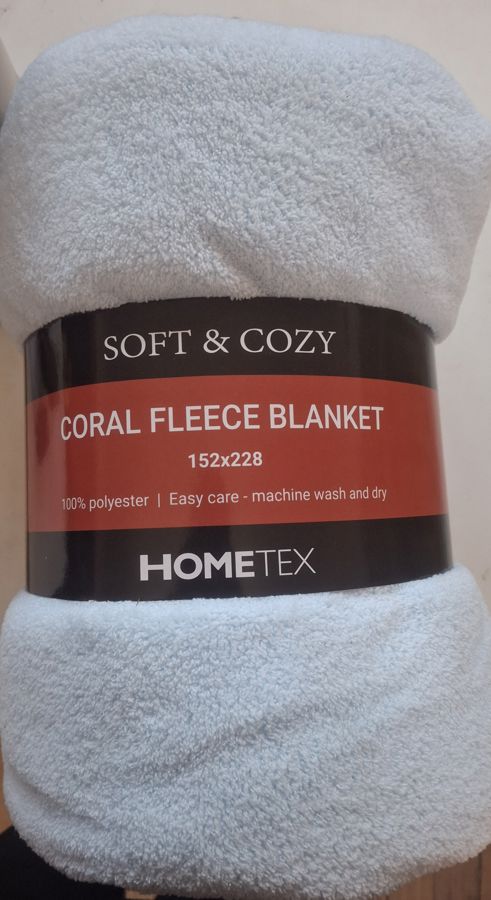 SOFT & COZY
CORAL FLEECE BLANKET
152x228
100% polyester | Easy care - machine wash and dry
HOMETEX